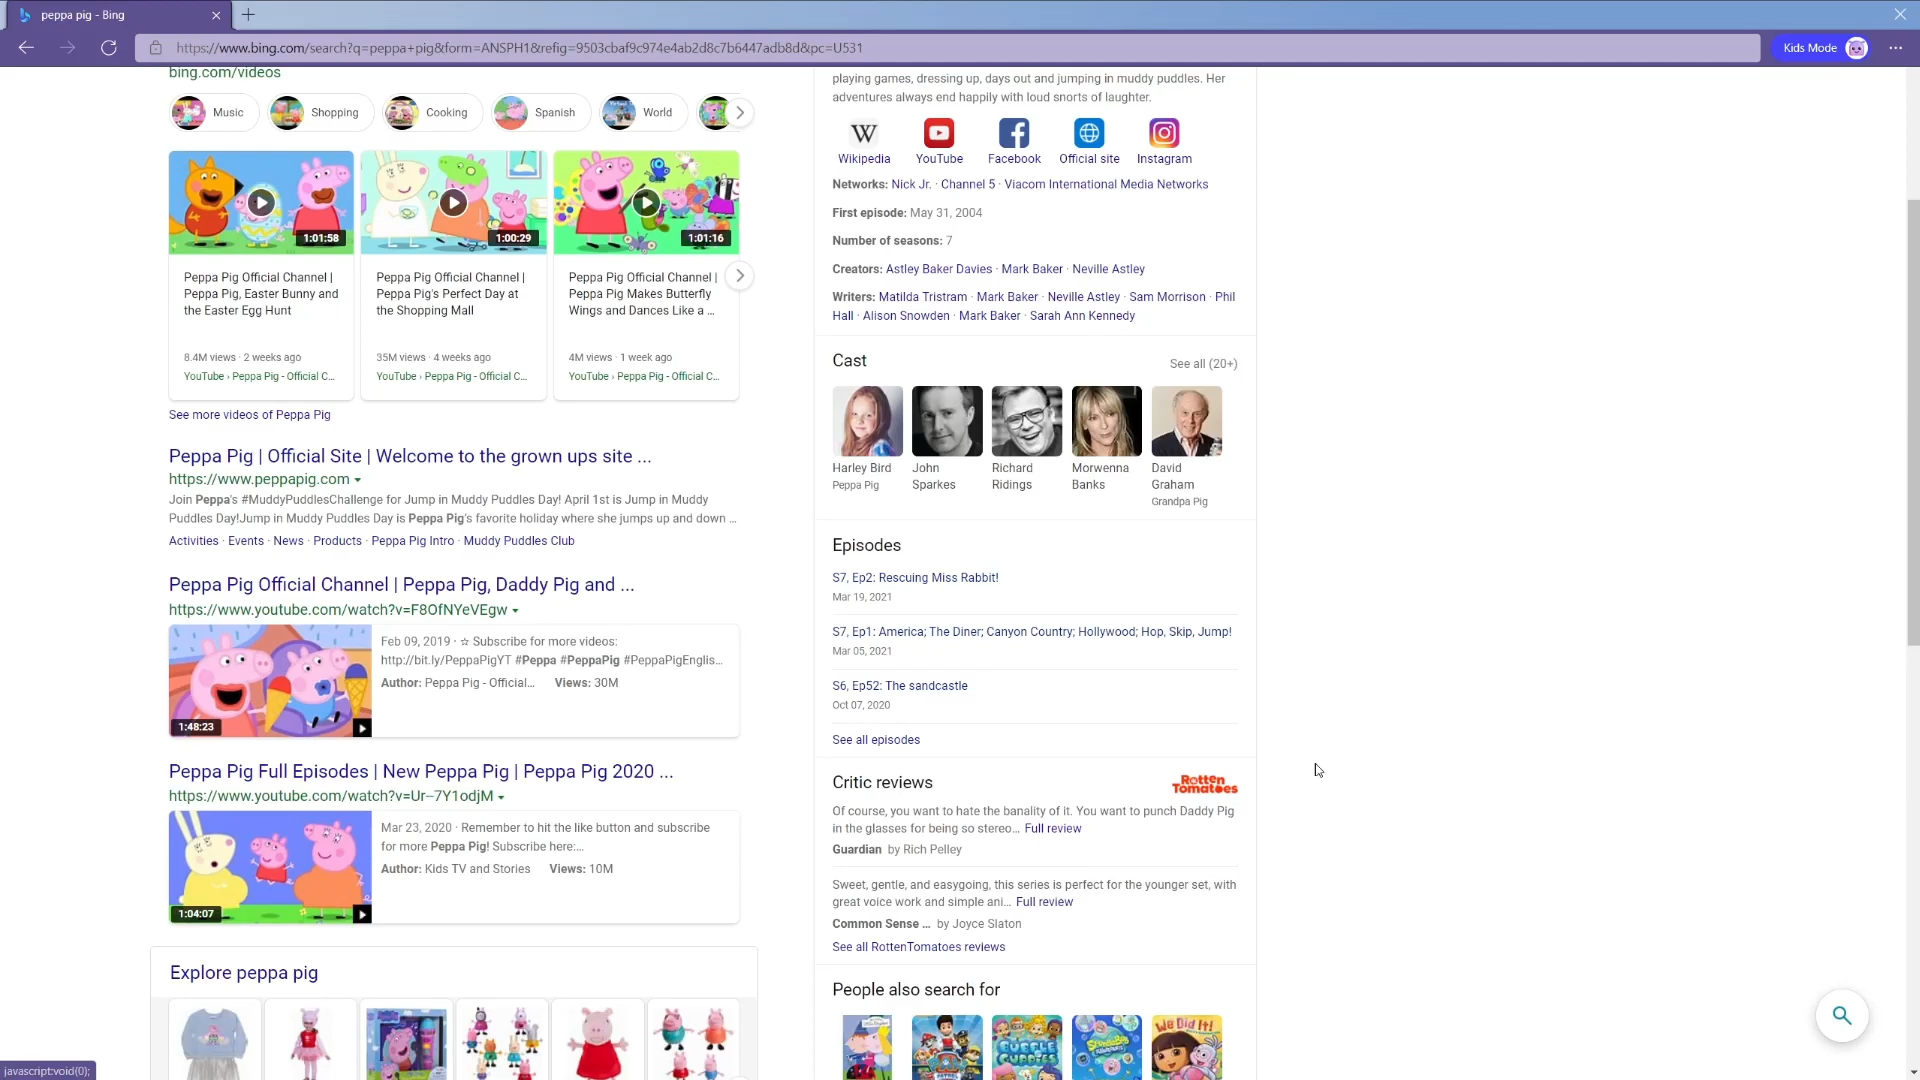 peppa pig - Bing
https://www.bing.com/search?q=peppa+pig&form=ANSPH1&refig=9503cbaf9c974e4ab2d8c7b6447adb8d&pc=U531
Kids Mode
bing.com/videos
Music
Shopping
Cooking
Spanish
World
1:01:58
1:00:29
1:01:16
Peppa Pig Official Channel |
Peppa Pig, Easter Bunny and
the Easter Egg Hunt
8.4M views · 2 weeks ago
YouTube › Peppa Pig - Official C...
Peppa Pig Official Channel |
Peppa Pig's Perfect Day at
the Shopping Mall
35M views · 4 weeks ago
YouTube › Peppa Pig - Official C...
Peppa Pig Official Channel |
Peppa Pig Makes Butterfly
Wings and Dances Like a ...
4M views · 1 week ago
YouTube › Peppa Pig - Official C...
See more videos of Peppa Pig
Peppa Pig | Official Site | Welcome to the grown ups site ...
https://www.peppapig.com
Join Peppa's #MuddyPuddlesChallenge for Jump in Muddy Puddles Day! April 1st is Jump in Muddy
Puddles Day!Jump in Muddy Puddles Day is Peppa Pig's favorite holiday where she jumps up and down ...
Activities · Events · News · Products · Peppa Pig Intro · Muddy Puddles Club
Peppa Pig Official Channel | Peppa Pig, Daddy Pig and ...
https://www.youtube.com/watch?v=F8OfNYeVEgw
1:48:23
Feb 09, 2019 · ☆ Subscribe for more videos:
http://bit.ly/PeppaPigYT #Peppa #PeppaPig #PeppaPigEnglis...
Author: Peppa Pig - Official... Views: 30M
Peppa Pig Full Episodes | New Peppa Pig | Peppa Pig 2020 ...
https://www.youtube.com/watch?v=Ur--7Y1odjM
1:04:07
Mar 23, 2020 · Remember to hit the like button and subscribe
for more Peppa Pig! Subscribe here:...
Author: Kids TV and Stories Views: 10M
Explore peppa pig
javascript:void(0);
playing games, dressing up, days out and jumping in muddy puddles. Her
adventures always end happily with loud snorts of laughter.
W
Wikipedia
YouTube
Facebook
Official site
Instagram
Networks: Nick Jr. · Channel 5 · Viacom International Media Networks
First episode: May 31, 2004
Number of seasons: 7
Creators: Astley Baker Davies · Mark Baker · Neville Astley
Writers: Matilda Tristram · Mark Baker · Neville Astley · Sam Morrison · Phil
Hall · Alison Snowden · Mark Baker · Sarah Ann Kennedy
Cast
See all (20+)
Harley Bird
Peppa Pig
John
Sparkes
Richard
Ridings
Morwenna
Banks
David
Graham
Grandpa Pig
Episodes
S7, Ep2: Rescuing Miss Rabbit!
Mar 19, 2021
S7, Ep1: America; The Diner; Canyon Country; Hollywood; Hop, Skip, Jump!
Mar 05, 2021
S6, Ep52: The sandcastle
Oct 07, 2020
See all episodes
Critic reviews
Rotten
Tomatoes
Of course, you want to hate the banality of it. You want to punch Daddy Pig
in the glasses for being so stereo... Full review
Guardian by Rich Pelley
Sweet, gentle, and easygoing, this series is perfect for the younger set, with
great voice work and simple ani... Full review
Common Sense ... by Joyce Slaton
See all RottenTomatoes reviews
People also search for
BUBBLE
GUPPIES
SpongeBob
We Did It!